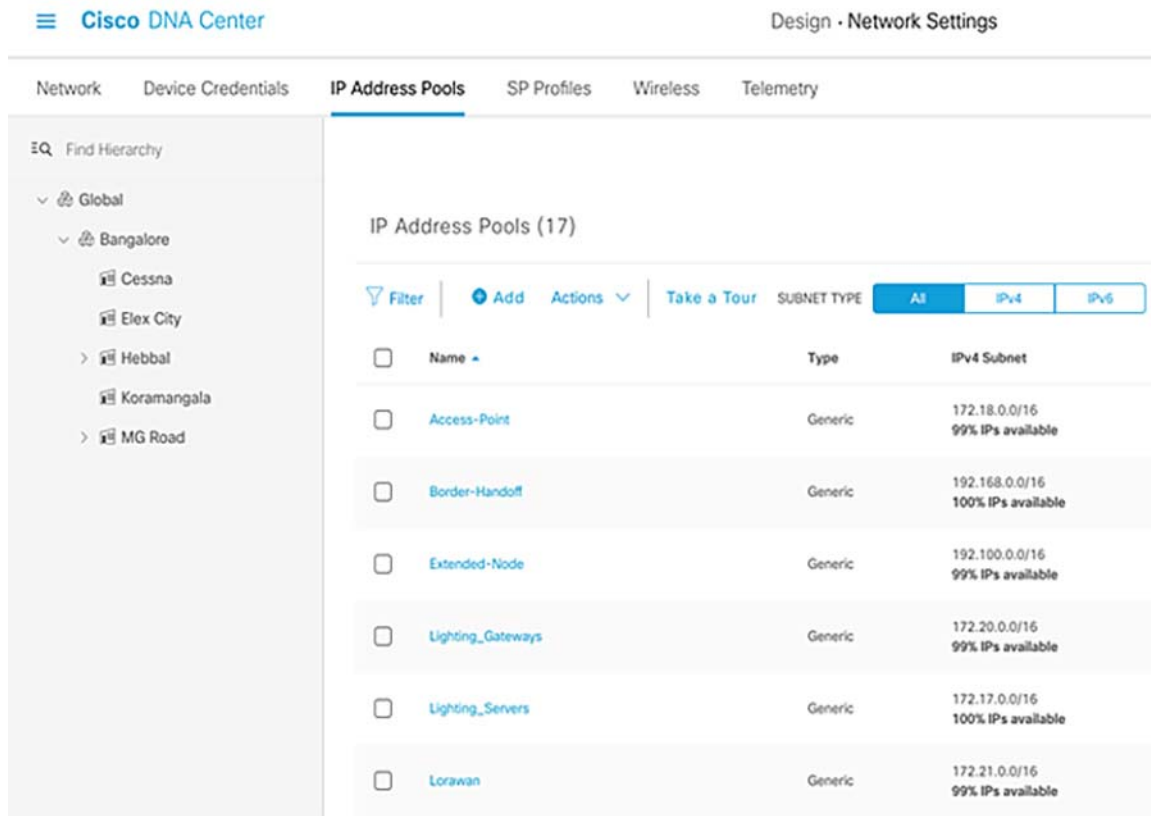 Cisco DNA Center
Design · Network Settings
Network Device Credentials IP Address Pools SP Profiles Wireless Telemetry
Find Hierarchy
Global
Bangalore
Cessna
Elex City
Hebbal
Koramangala
MG Road
IP Address Pools (17)
Filter Add Actions Take a Tour SUBNET TYPE All IPv4 IPv6
Name Type IPv4 Subnet
Access-Point Generic 172.18.0.0/16
99% IPs available
Border-Handoff Generic 192.168.0.0/16
100% IPs available
Extended-Node Generic 192.100.0.0/16
99% IPs available
Lighting_Gateways Generic 172.20.0.0/16
99% IPs available
Lighting_Servers Generic 172.17.0.0/16
100% IPs available
Lorawan Generic 172.21.0.0/16
99% IPs available